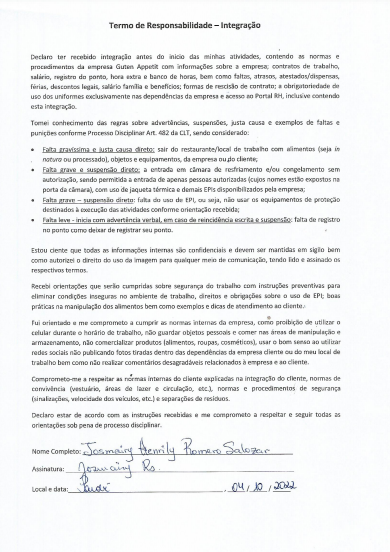 Termo de Responsabilidade – Integração
Declaro ter recebido integração antes do inicio das minhas atividades, contendo as normas e
procedimentos da empresa Guten Appetit com informações sobre a empresa; contratos de trabalho,
salário, registro do ponto, hora extra e banco de horas, bem como faltas, atrasos, atestados/dispensas,
férias, descontos legais, salário família e benefícios; formas de rescisão de contrato; a obrigatoriedade de
uso dos uniformes exclusivamente nas dependências da empresa e acesso ao Portal RH, inclusive contendo
esta integração.
Tomei conhecimento das regras sobre advertências, suspensões, justa causa e exemplos de faltas e
punições conforme Processo Disciplinar Art. 482 da CLT, sendo considerado:
• Falta gravíssima e justa causa direto: sair do restaurante/local de trabalho com alimentos (seja in
natura ou processado), objetos e equipamentos, da empresa ou do cliente;
• Falta grave e suspensão direto: a entrada em câmara de resfriamento e/ou congelamento sem
autorização, sendo permitida a entrada de apenas pessoas autorizadas (cujos nomes estão expostos na
porta da câmara), com uso de jaqueta térmica e demais EPIs disponibilizados pela empresa;
• Falta grave – suspensão direto: falta do uso de EPI, ou seja, não usar os equipamentos de proteção
destinados à execução das atividades conforme orientação recebida;
• Falta leve - inicia com advertência verbal, em caso de reincidência escrita e suspensão: falta de registro
no ponto como deixar de registrar seu ponto.
Estou ciente que todas as informações internas são confidenciais e devem ser mantidas em sigilo bem
como autorizei o direito do uso da imagem para qualquer meio de comunicação, tendo lido e assinado os
respectivos termos.
Recebi orientações que serão cumpridas sobre segurança do trabalho com instruções preventivas para
eliminar condições inseguras no ambiente de trabalho, direitos e obrigações sobre o uso de EPI; boas
práticas na manipulação dos alimentos bem como exemplos e dicas de atendimento ao cliente.
Fui orientado e me comprometo a cumprir as normas internas da empresa, como proibição de utilizar o
celular durante o horário de trabalho, não guardar objetos pessoais e comer nas áreas de manipulação e
armazenamento, não comercializar produtos (alimentos, roupas, cosméticos), usar o bom senso ao utilizar
redes sociais não publicando fotos tiradas dentro das dependências da empresa cliente ou do meu local de
trabalho bem como não realizar comentários desagradáveis relacionados à empresa e ao cliente.
Comprometo-me a respeitar as normas internas do cliente explicadas na integração do cliente, normas de
convivência (vestuário, áreas de lazer e circulação, etc.), normas e procedimentos de segurança
(sinalizações, velocidade dos veículos, etc.) e separações de resíduos.
Declaro estar de acordo com as instruções recebidas e me comprometo a respeitar e seguir todas as
orientações sob pena de processo disciplinar.
Nome Completo: Josmairy Henrily Romero Salazar
Assinatura: Josmairy Rs.
Local e data: 04/10/2022